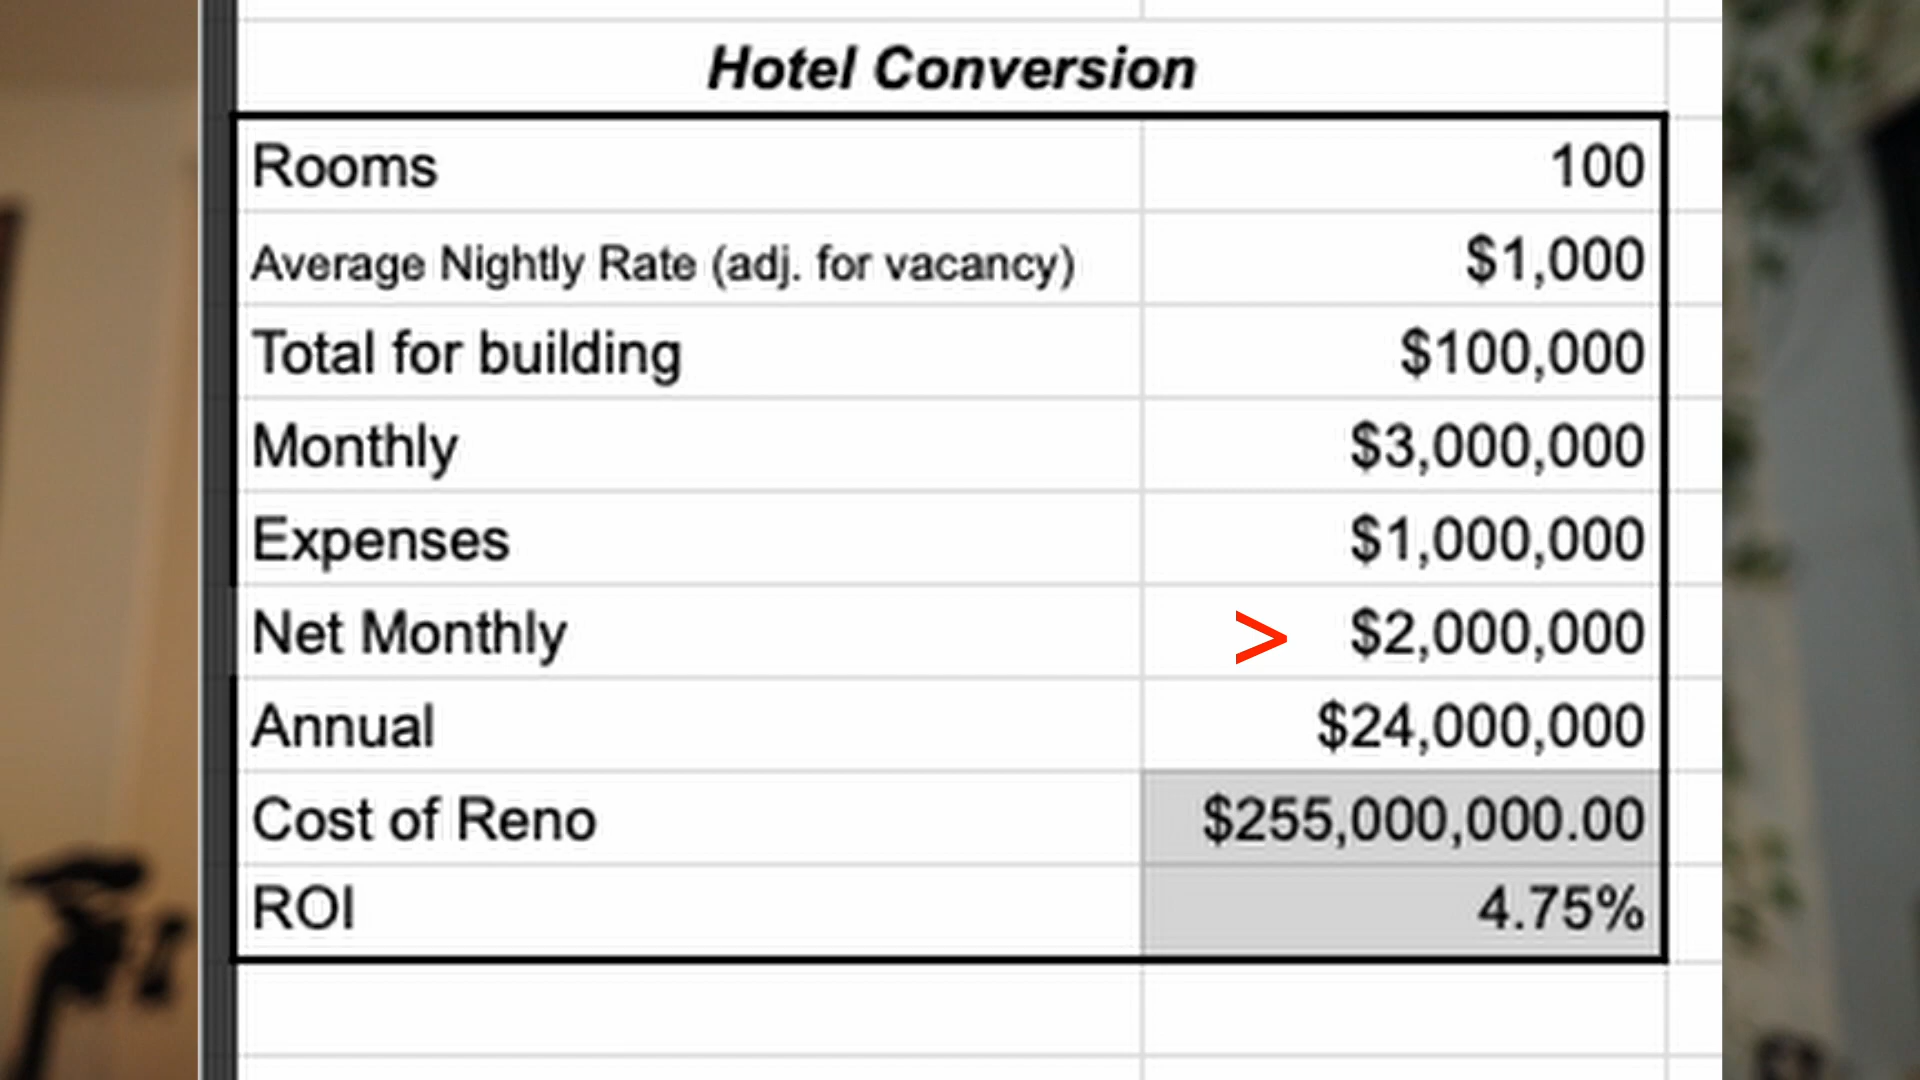 Hotel Conversion
Rooms 100
Average Nightly Rate (adj. for vacancy) $1,000
Total for building $100,000
Monthly $3,000,000
Expenses $1,000,000
Net Monthly > $2,000,000
Annual $24,000,000
Cost of Reno $255,000,000.00
ROI 4.75%